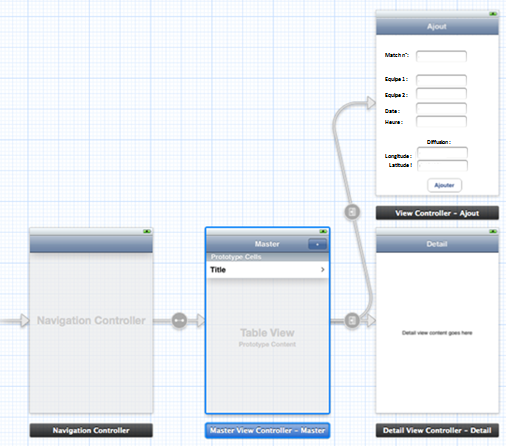 Ajout
Match n°:
Equipe 1 :
Equipe 2 :
Date :
Heure :
Diffusion :
Longitude :
Latitude :
Ajouter
View Controller - Ajout
Navigation Controller
Navigation Controller
Master
Prototype Cells
Title
Table View
Prototype Content
Master View Controller - Master
Detail
Detail view content goes here
Detail View Controller - Detail